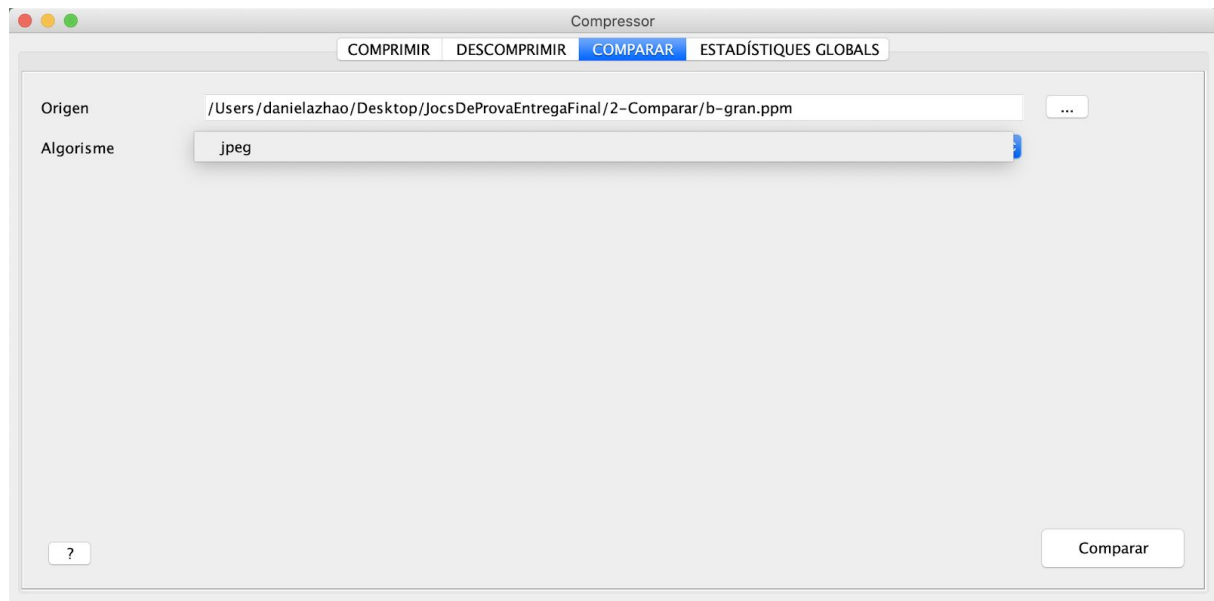 Compressor
COMPRIMIR DESCOMPRIMIR COMPARAR ESTADÍSTIQUES GLOBALS
Origen /Users/danielazhao/Desktop/JocsDeProvaEntregaFinal/2-Comparar/b-gran.ppm ...
Algorisme jpeg
? Comparar